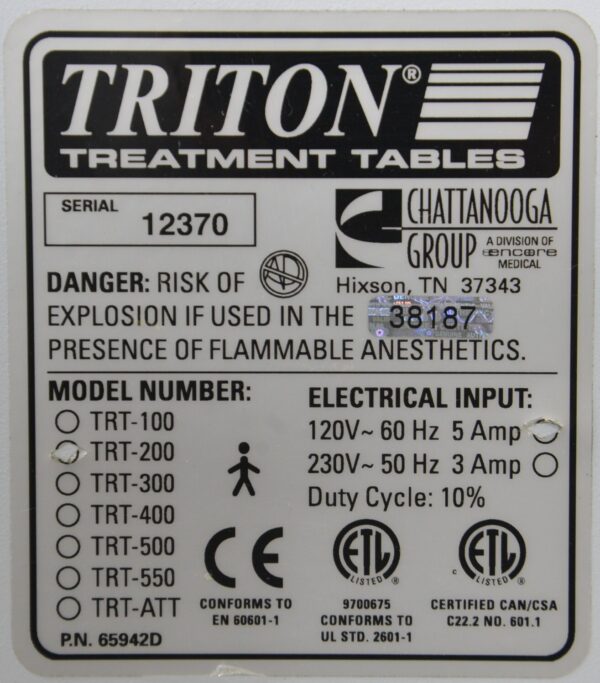 TRITON®
TREATMENT TABLES
SERIAL 12370
CHATTANOOGA
GROUP A DIVISION OF
encore
MEDICAL
Hixson, TN 37343
DANGER: RISK OF
EXPLOSION IF USED IN THE 38187
PRESENCE OF FLAMMABLE ANESTHETICS.
MODEL NUMBER:
TRT-100
TRT-200
TRT-300
TRT-400
TRT-500
TRT-550
TRT-ATT
P.N. 65942D
ELECTRICAL INPUT:
120V~ 60 Hz 5 Amp
230V~ 50 Hz 3 Amp
Duty Cycle: 10%
CE
CONFORMS TO
EN 60601-1
ETL
LISTED
9700675
CONFORMS TO
UL STD. 2601-1
c ETL ®
LISTED
CERTIFIED CAN/CSA
C22.2 NO. 601.1